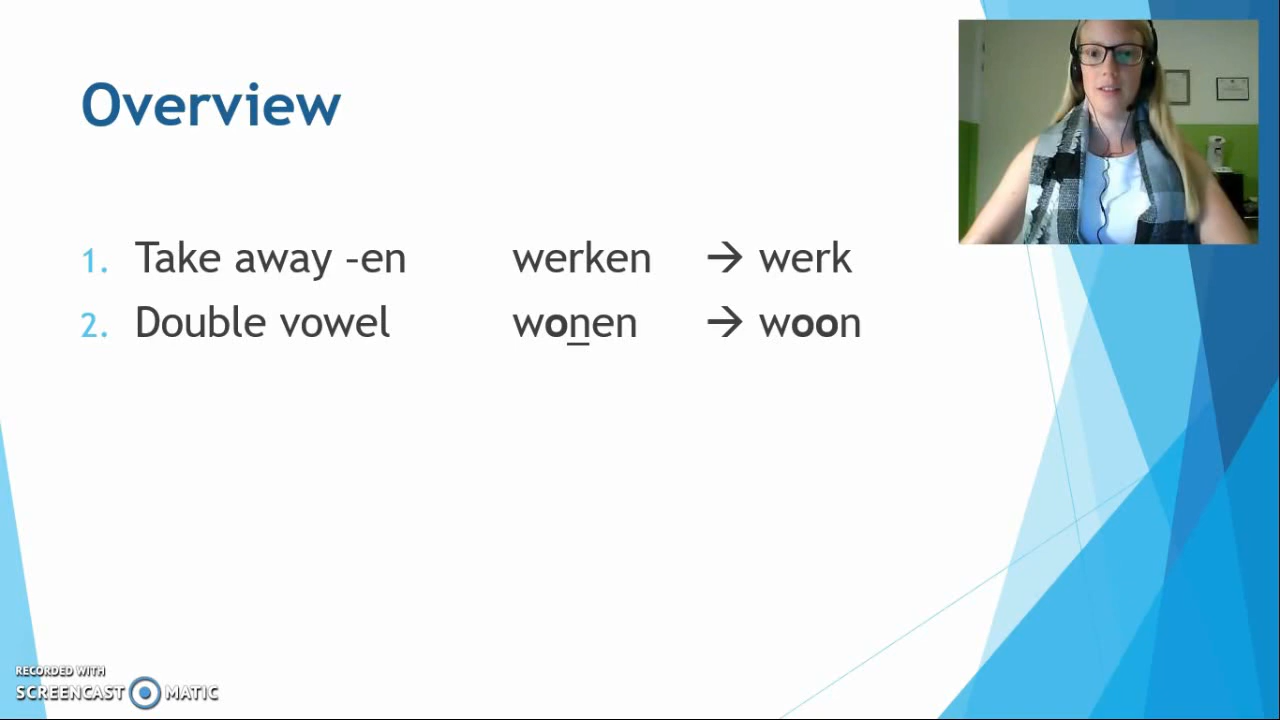 Overview
1. Take away -en werken → werk
2. Double vowel wonen → woon
RECORDED WITH
SCREENCAST MATIC